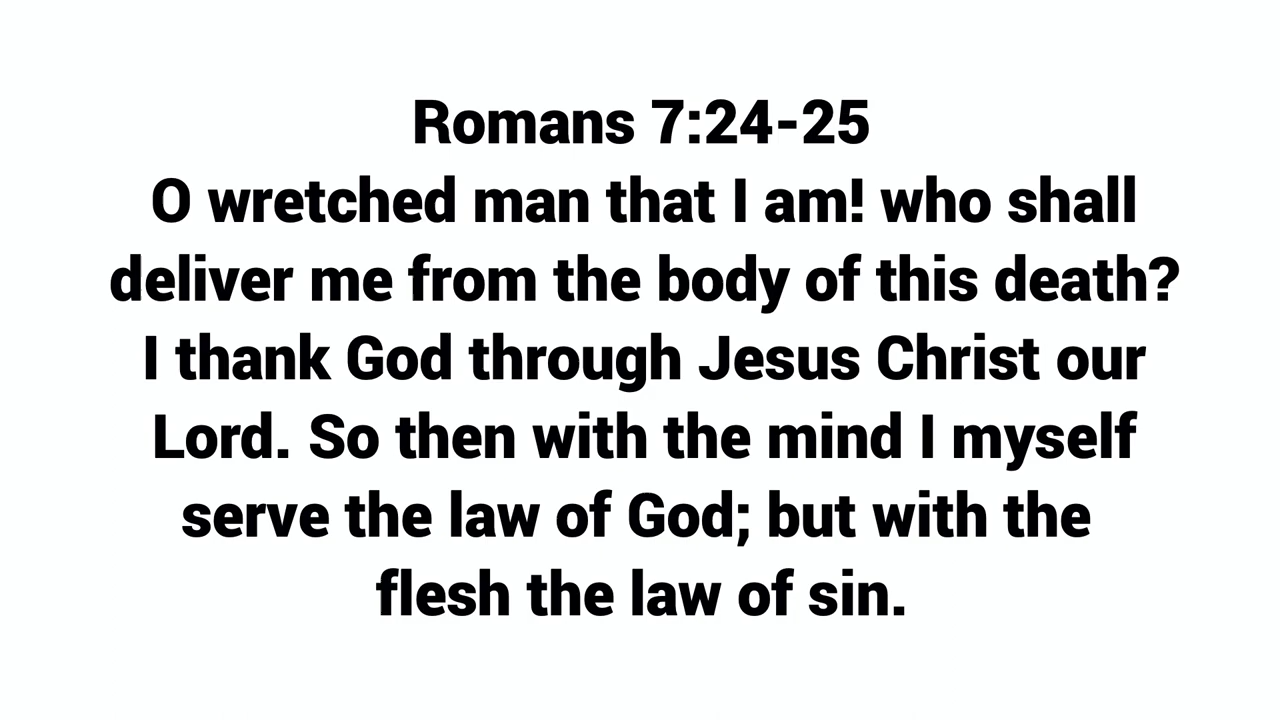 Romans 7:24-25
O wretched man that I am! who shall
deliver me from the body of this death?
I thank God through Jesus Christ our
Lord. So then with the mind I myself
serve the law of God; but with the
flesh the law of sin.